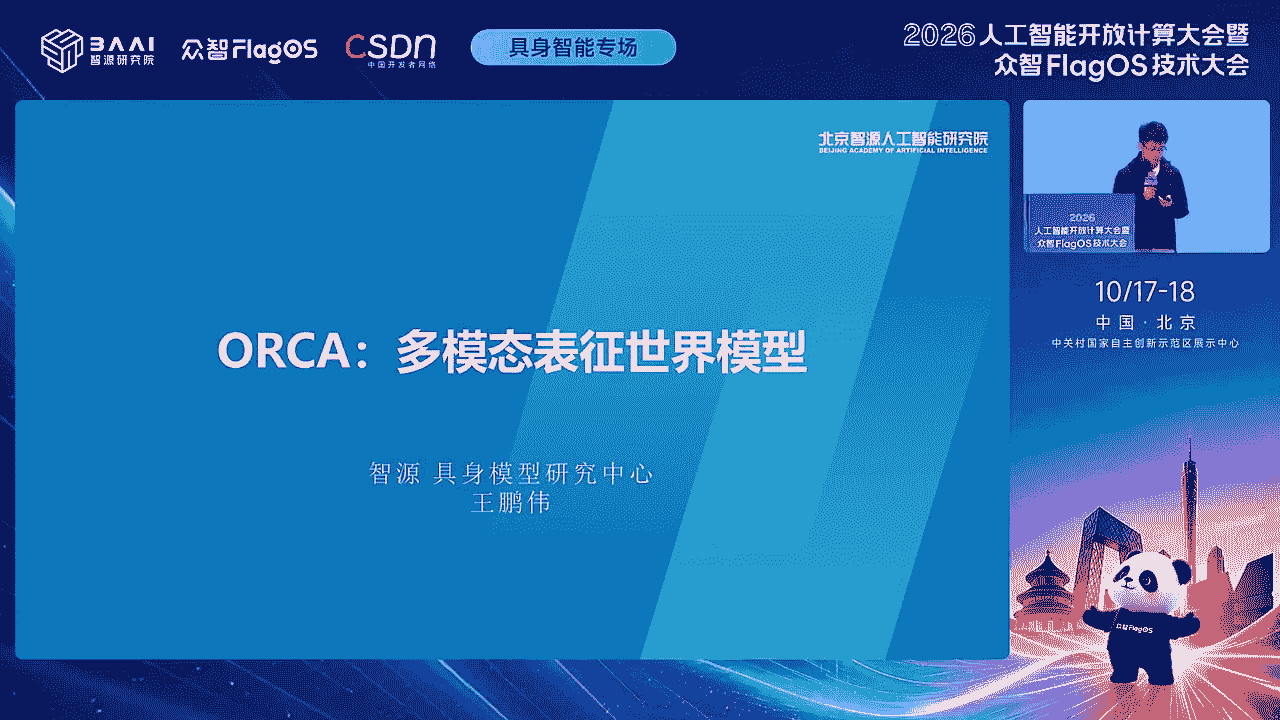 BAAI
智源研究院
众智FlagOS
CSDN
中国开发者网络
具身智能专场
2026人工智能开放计算大会暨
众智FlagOS技术大会
北京智源人工智能研究院
BEIJING ACADEMY OF ARTIFICIAL INTELLIGENCE
ORCA：多模态表征世界模型
智源 具身模型研究中心
王鹏伟
2026
人工智能开放计算大会暨
众智FlagOS技术大会
10/17-18
中国·北京
中关村国家自主创新示范区展示中心
众智FlagOS